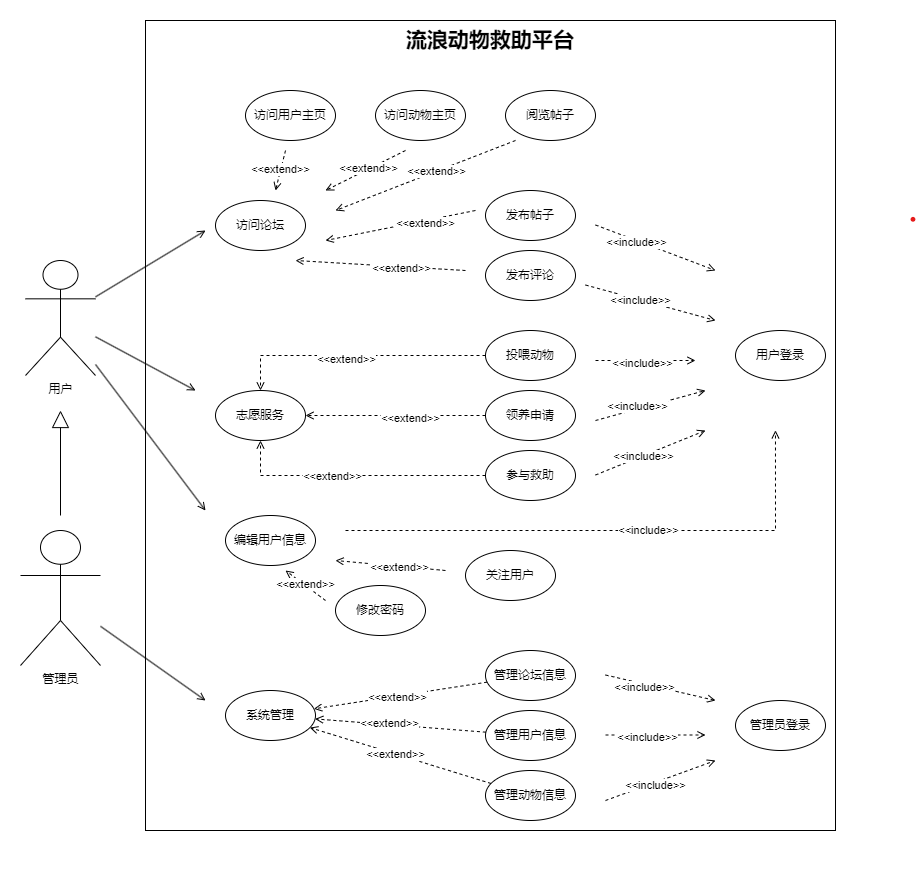 流浪动物救助平台
访问用户主页
访问动物主页
阅览帖子
<<extend>>
<<extend>>
<<extend>>
访问论坛
<<extend>>
发布帖子
<<include>>
<<extend>>
发布评论
<<include>>
用户
<<extend>>
投喂动物
<<include>>
用户登录
志愿服务
<<extend>>
领养申请
<<include>>
<<extend>>
参与救助
<<include>>
编辑用户信息
<<include>>
<<extend>>
关注用户
<<extend>>
修改密码
管理员
管理论坛信息
<<include>>
<<extend>>
系统管理
<<extend>>
管理用户信息
<<include>>
管理员登录
<<extend>>
管理动物信息
<<include>>